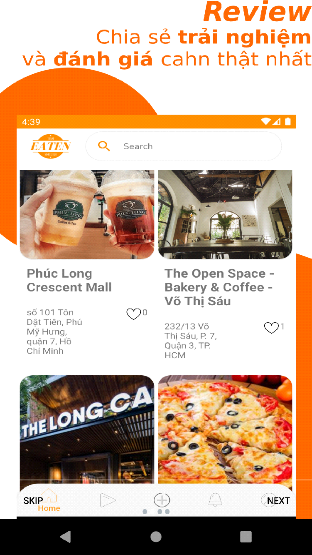 Review
Chia sẻ trải nghiệm
và đánh giá cahn thật nhất
4:39
EATEN
Search
PHUC LONG
Phúc Long
Crescent Mall
The Open Space -
Bakery & Coffee -
Võ Thị Sáu
số 101 Tôn
Dật Tiên, Phú
Mỹ Hưng,
quận 7, Hồ
Chí Minh
0
232/13 Võ
Thị Sáu, P. 7,
Quận 3, TP.
HCM
1
THE LONG CA
SKIP
Home
NEXT